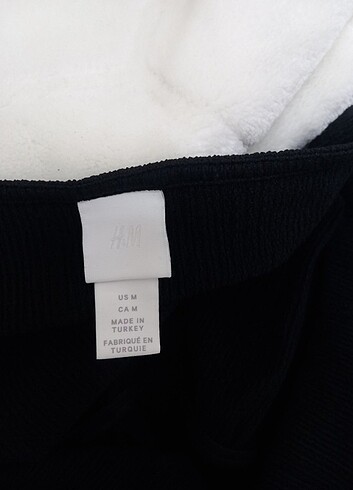 H&M
US M
CA M
MADE IN
TURKEY
FABRIQUÉ EN
TURQUIE